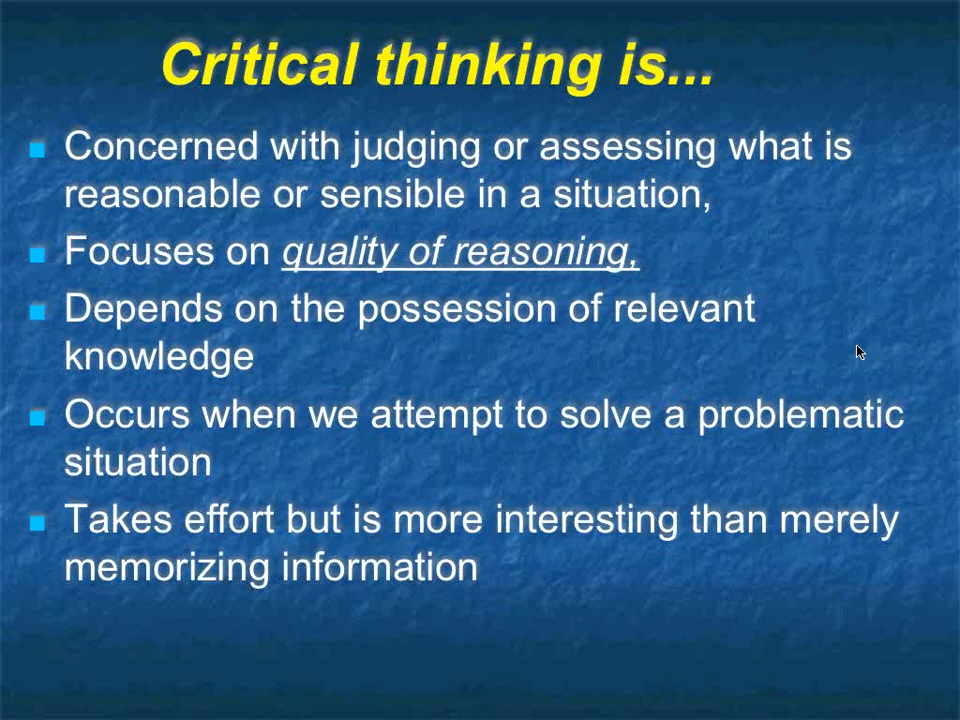 Critical thinking is...
Concerned with judging or assessing what is
reasonable or sensible in a situation,
Focuses on quality of reasoning,
Depends on the possession of relevant
knowledge
Occurs when we attempt to solve a problematic
situation
Takes effort but is more interesting than merely
memorizing information